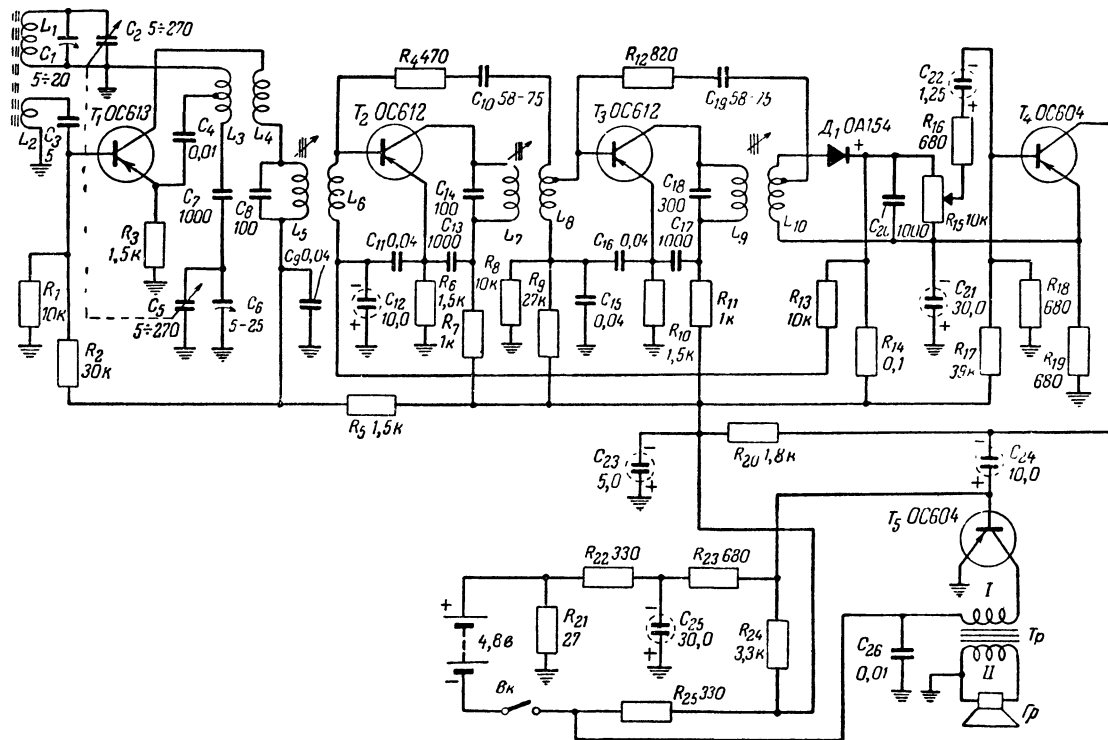 L1
C1
5÷20
C2 5÷270
L2
C3
5
T1 OC613
C4
0,01
L3
L4
R3
1,5к
C7
1000
C8
100
L5
R1
10к
R2
30к
C5
5÷270
C6
5-25
C9 0,04
R5 1,5к
R4 470
C10 58-75
T2 OC612
L6
C14
100
L7
L8
C11 0,04
C13
1000
C12
10,0
R6
1,5к
R7
1к
R8
10к
R9
27к
R12 820
C19 58-75
T3 OC612
C18
300
L9
L10
C16 0,04
C17
1000
C15
0,04
R10
1,5к
R11
1к
R13
10к
Д1 OA154
C20
1000
R14
0,1
R15 10к
C22
1,25
R16
680
C21
30,0
R17
39к
R18
680
R19
680
T4 OC604
C23
5,0
R20 1,8к
C24
10,0
T5 OC604
R22 330
R23 680
R21
27
C25
30,0
R24
3,3к
4,8в
Вк
R25 330
C26
0,01
I
Тр
II
Гр